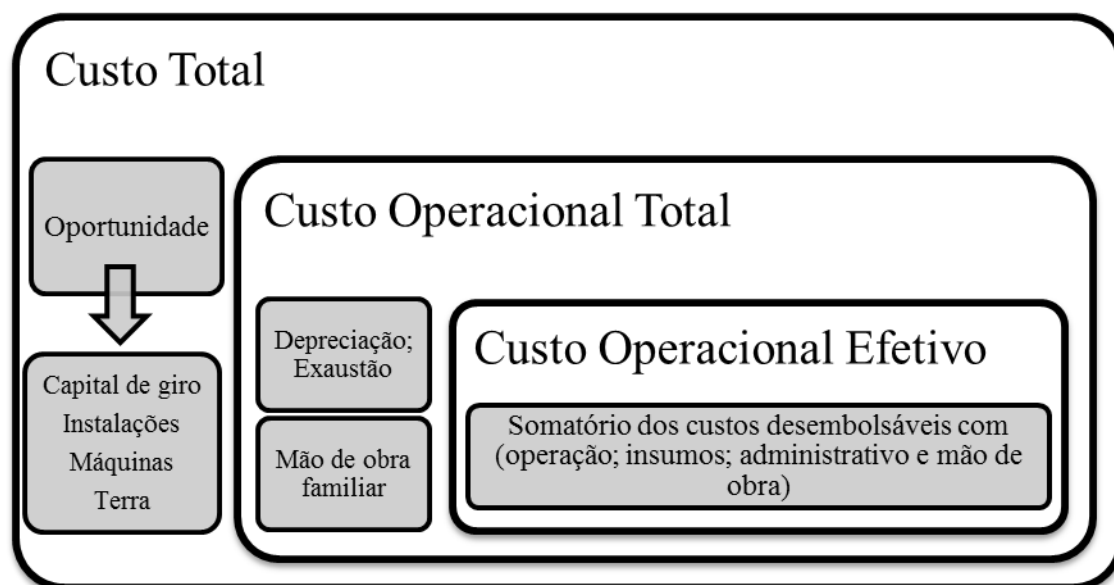 Custo Total
Oportunidade
Capital de giro
Instalações
Máquinas
Terra
Custo Operacional Total
Depreciação;
Exaustão
Mão de obra
familiar
Custo Operacional Efetivo
Somatório dos custos desembolsáveis com
(operação; insumos; administrativo e mão de
obra)